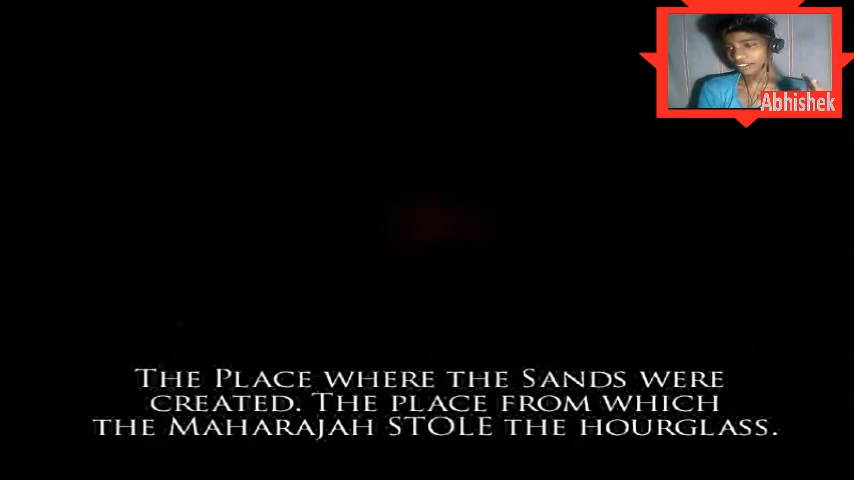 Abhishek
The Place where the Sands were
created. The place from which
the Maharajah STOLE the hourglass.